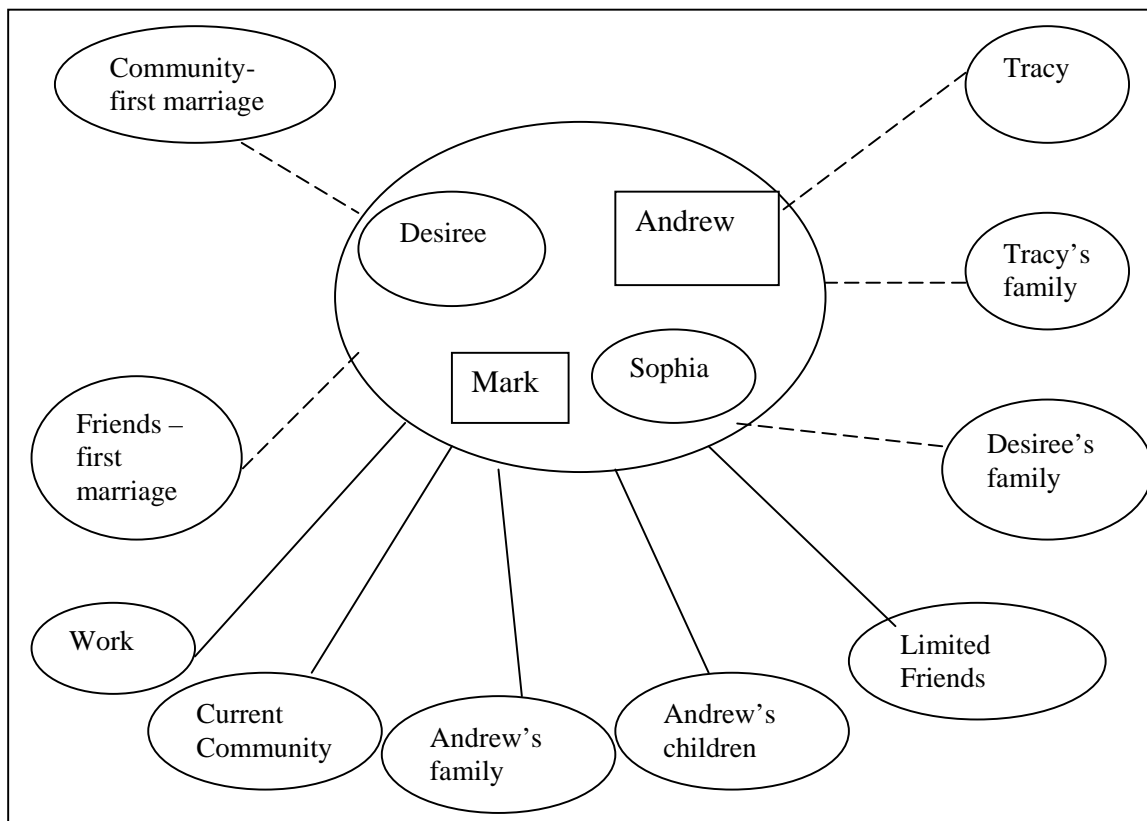 Community-
first marriage
Tracy
Desiree
Andrew
Tracy’s
family
Mark
Sophia
Friends –
first
marriage
Desiree’s
family
Work
Limited
Friends
Current
Community
Andrew’s
family
Andrew’s
children